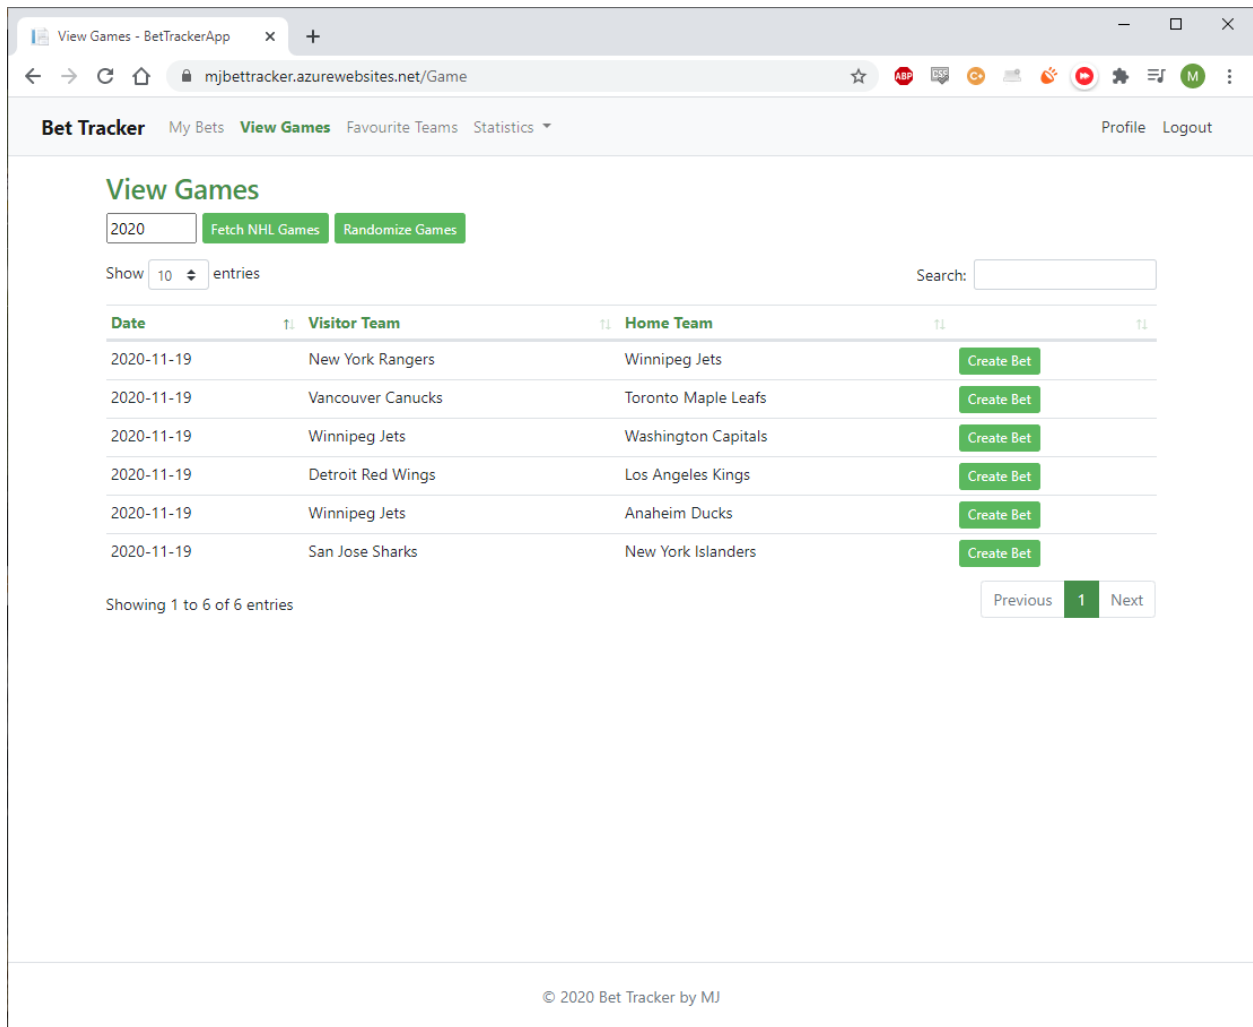 View Games - BetTrackerApp
mjbettracker.azurewebsites.net/Game
ABP CSF C+ M
Bet Tracker My Bets View Games Favourite Teams Statistics Profile Logout
View Games
2020 Fetch NHL Games Randomize Games
Show 10 entries Search:
Date Visitor Team Home Team
2020-11-19 New York Rangers Winnipeg Jets Create Bet
2020-11-19 Vancouver Canucks Toronto Maple Leafs Create Bet
2020-11-19 Winnipeg Jets Washington Capitals Create Bet
2020-11-19 Detroit Red Wings Los Angeles Kings Create Bet
2020-11-19 Winnipeg Jets Anaheim Ducks Create Bet
2020-11-19 San Jose Sharks New York Islanders Create Bet
Showing 1 to 6 of 6 entries Previous 1 Next
© 2020 Bet Tracker by MJ